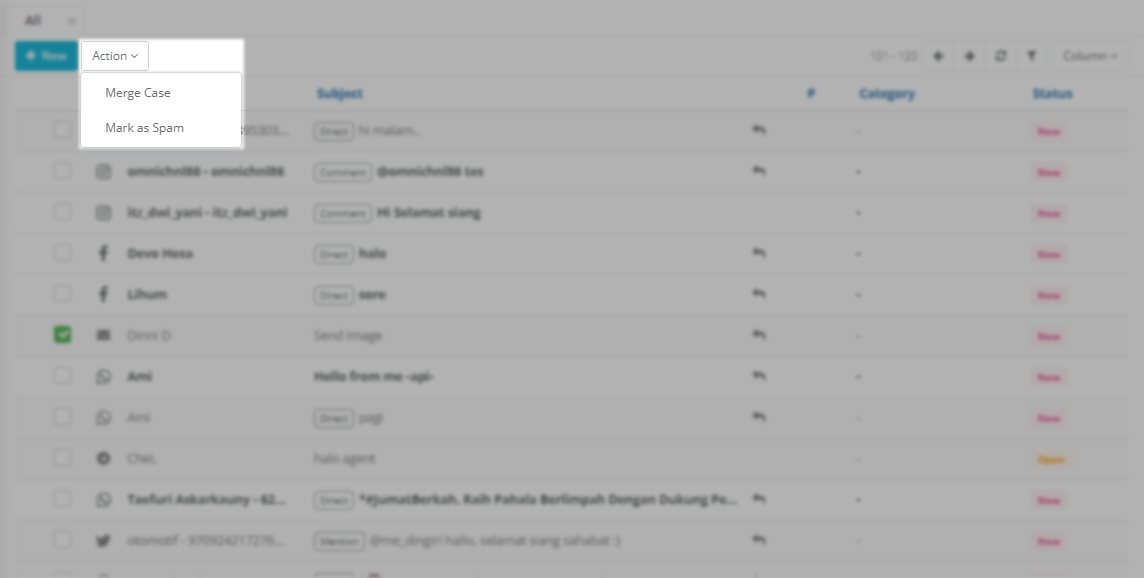 All ×
+ New Action
101 - 120 Column
Merge Case
Mark as Spam
Subject P Category Status
395303... Direct hi malam.. - New
omnichnl86 - omnichnl86 Comment @omnichnl86 tes - New
itz_dwi_yani - itz_dwi_yani Comment Hi Selamat siang - New
Devo Hosa Direct halo - New
Lihum Direct sore - New
Dinni D Send Image - New
Ami Hello from me -api- - New
Ami Direct pagi - New
CheL halo agent - Open
Taefuri Askarkauny - 62... Direct *#JumatBerkah, Raih Pahala Berlimpah Dengan Dukung Pe... - New
otomotif - 970924217276... Mention @me_dingirl hallo, selamat siang sahabat :) New